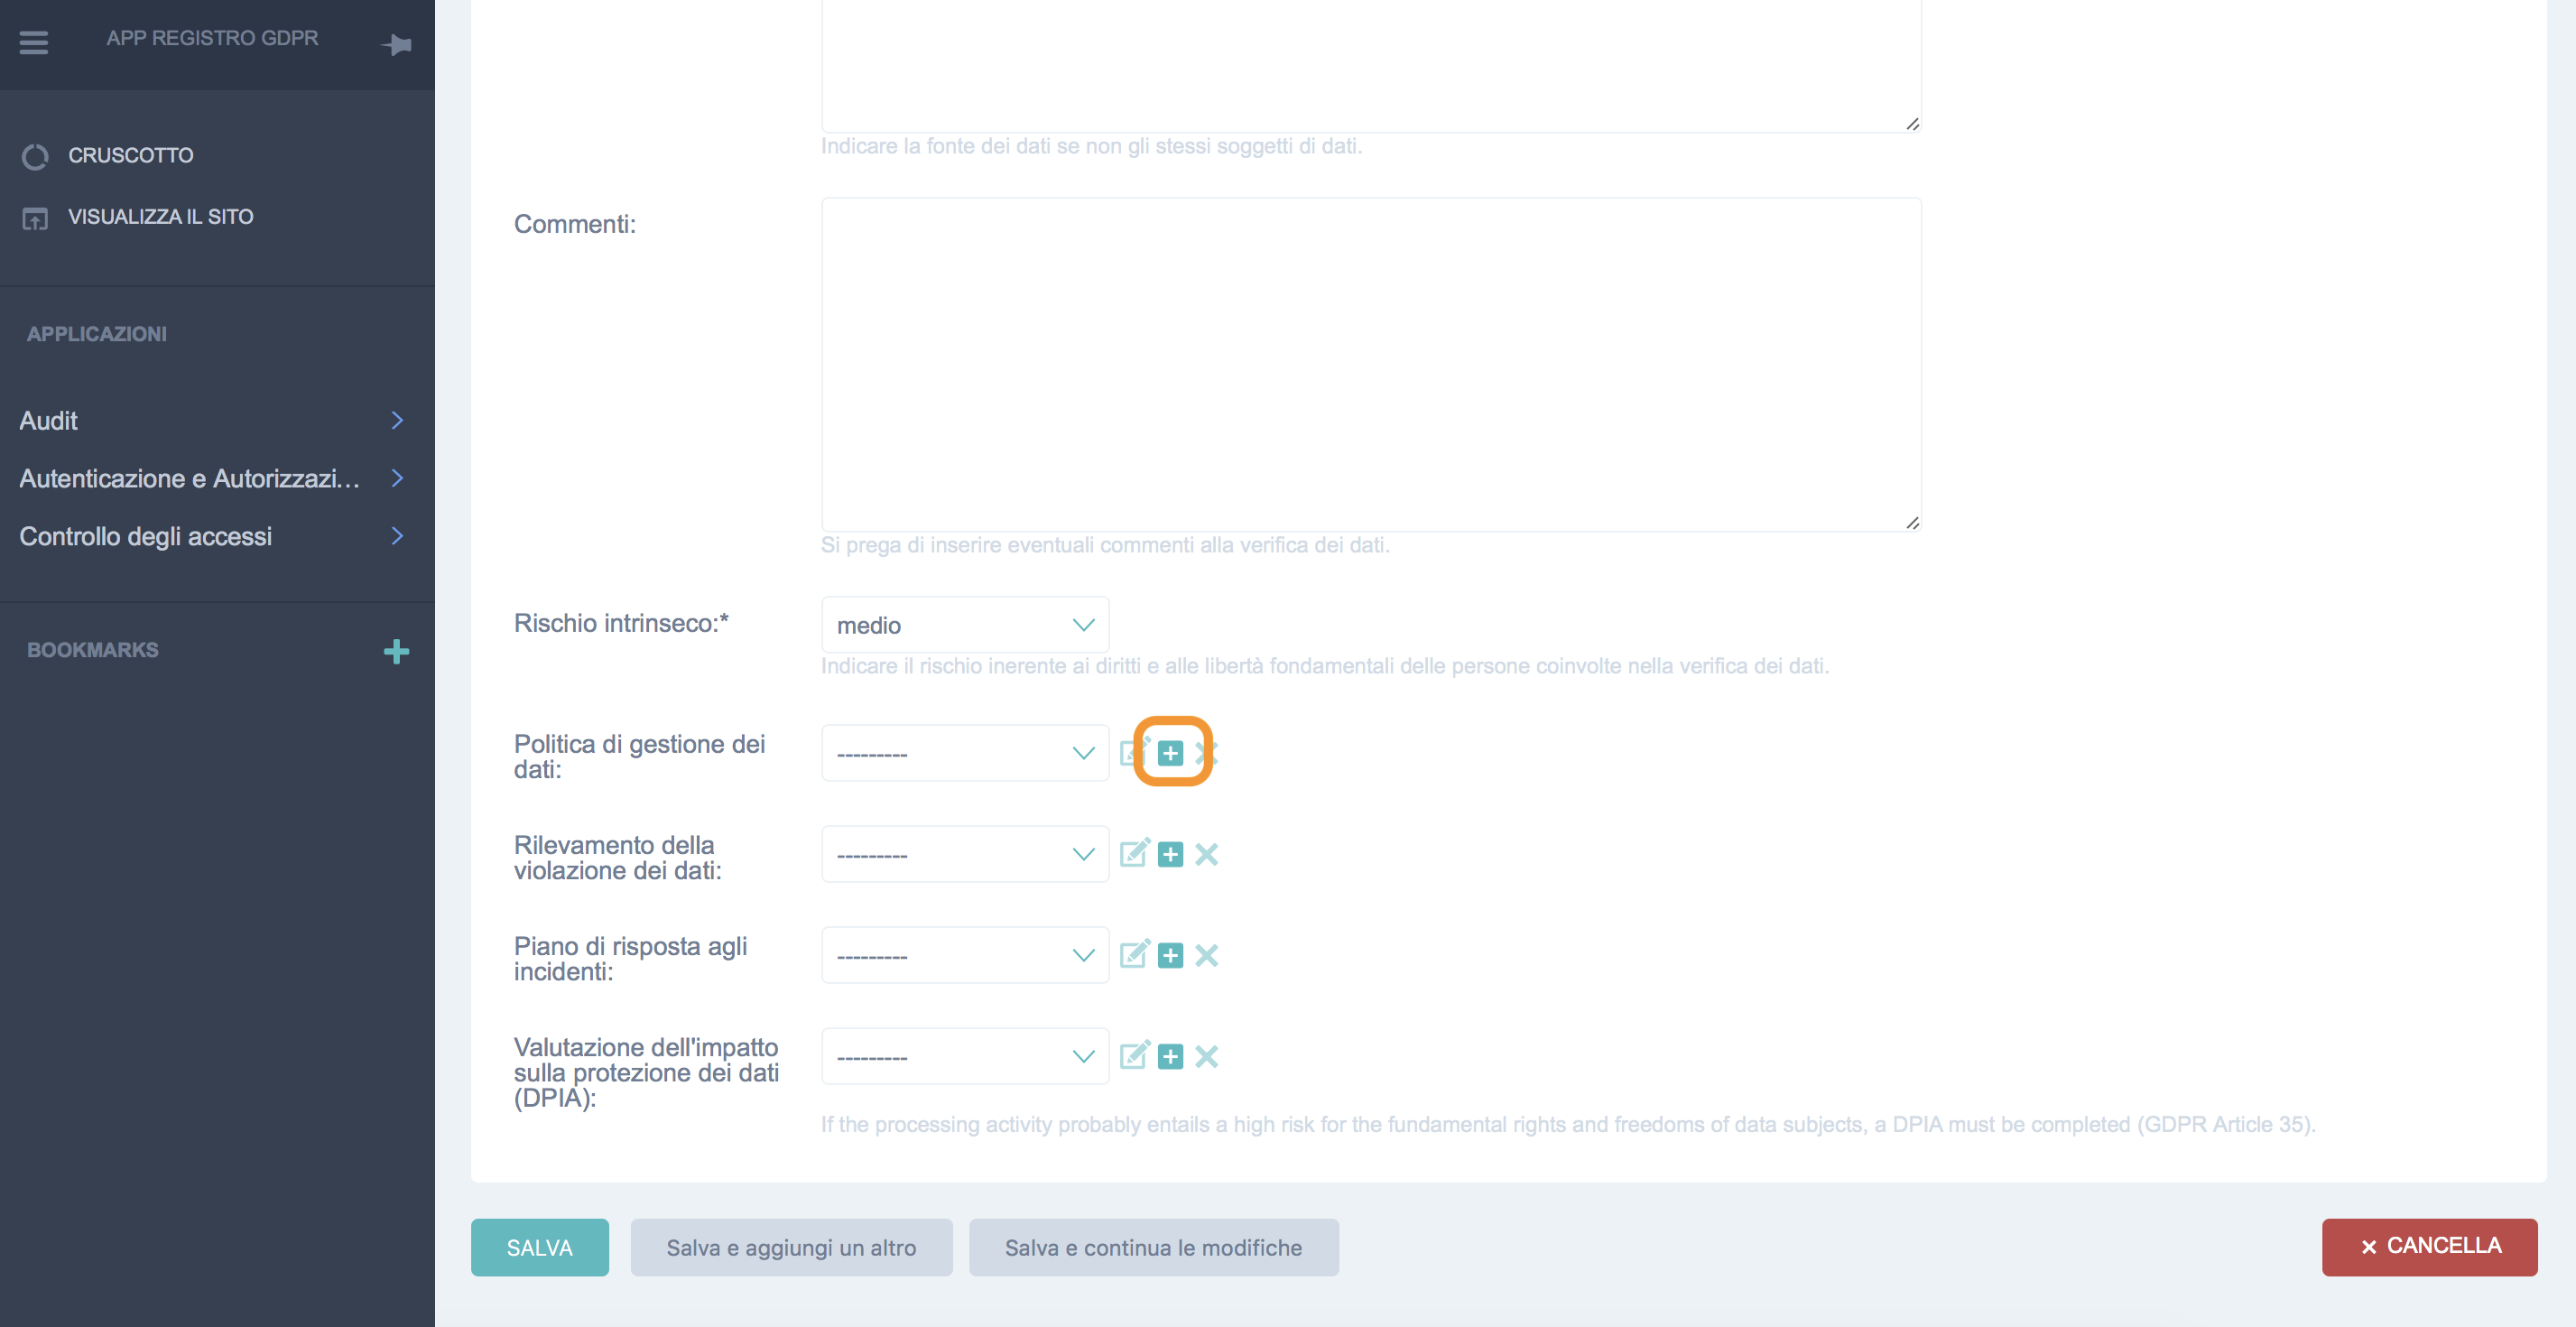 APP REGISTRO GDPR
CRUSCOTTO
VISUALIZZA IL SITO
APPLICAZIONI
Audit
Autenticazione e Autorizzazi...
Controllo degli accessi
BOOKMARKS
Indicare la fonte dei dati se non gli stessi soggetti di dati.
Commenti:
Si prega di inserire eventuali commenti alla verifica dei dati.
Rischio intrinseco:*
medio
Indicare il rischio inerente ai diritti e alle libertà fondamentali delle persone coinvolte nella verifica dei dati.
Politica di gestione dei
dati:
---------
Rilevamento della
violazione dei dati:
---------
Piano di risposta agli
incidenti:
---------
Valutazione dell'impatto
sulla protezione dei dati
(DPIA):
---------
If the processing activity probably entails a high risk for the fundamental rights and freedoms of data subjects, a DPIA must be completed (GDPR Article 35).
SALVA
Salva e aggiungi un altro
Salva e continua le modifiche
CANCELLA